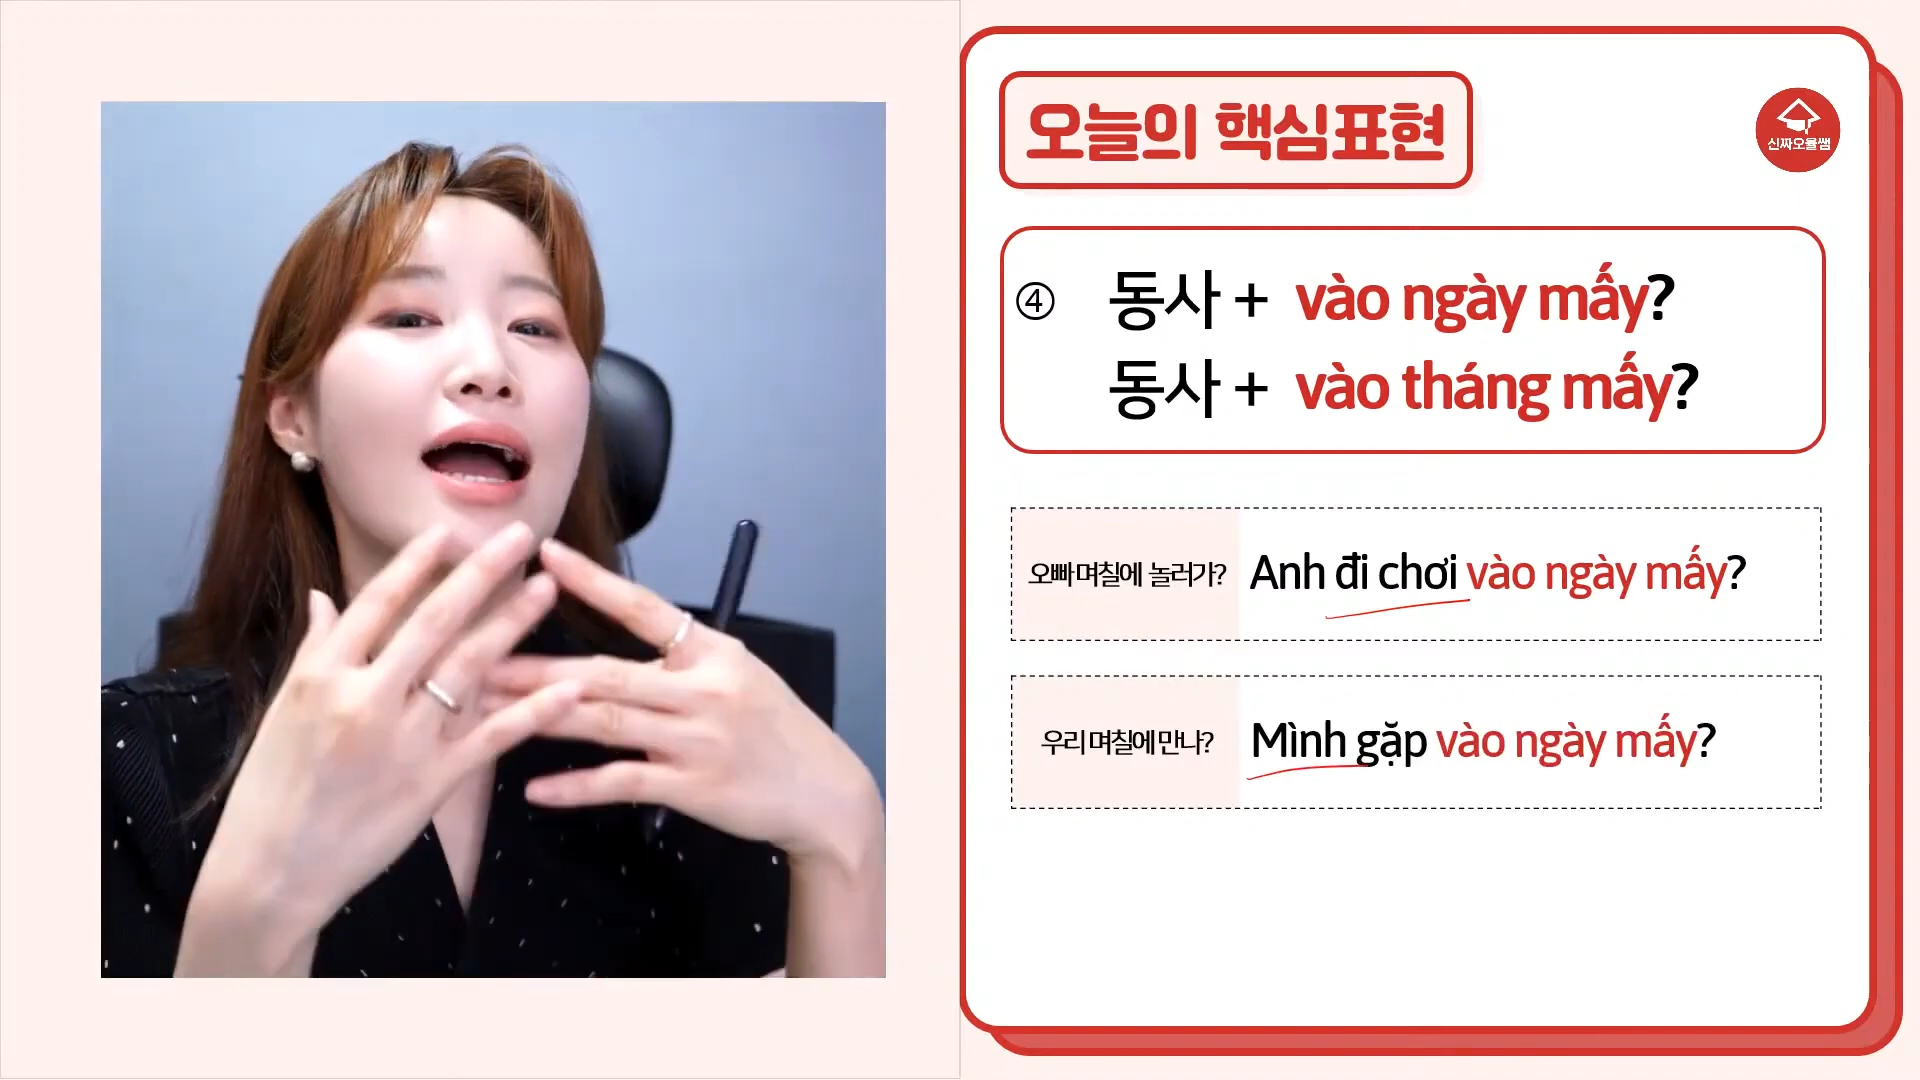 오늘의 핵심표현
신짜오율쌤
④ 동사 + vào ngày mấy?
동사 + vào tháng mấy?
오빠 며칠에 놀러가? Anh đi chơi vào ngày mấy?
우리 며칠에 만나? Mình gặp vào ngày mấy?